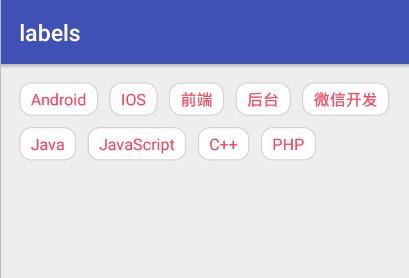 labels
Android IOS 前端 后台 微信开发
Java JavaScript C++ PHP